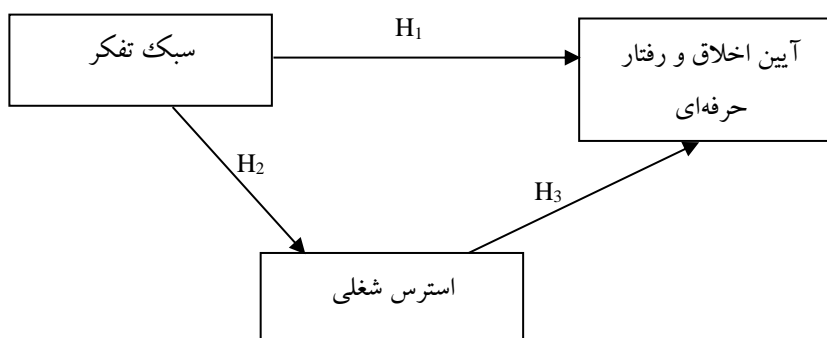 سبک تفکر
H₁
آیین اخلاق و رفتار
حرفه‌ای
H₂
H₃
استرس شغلی